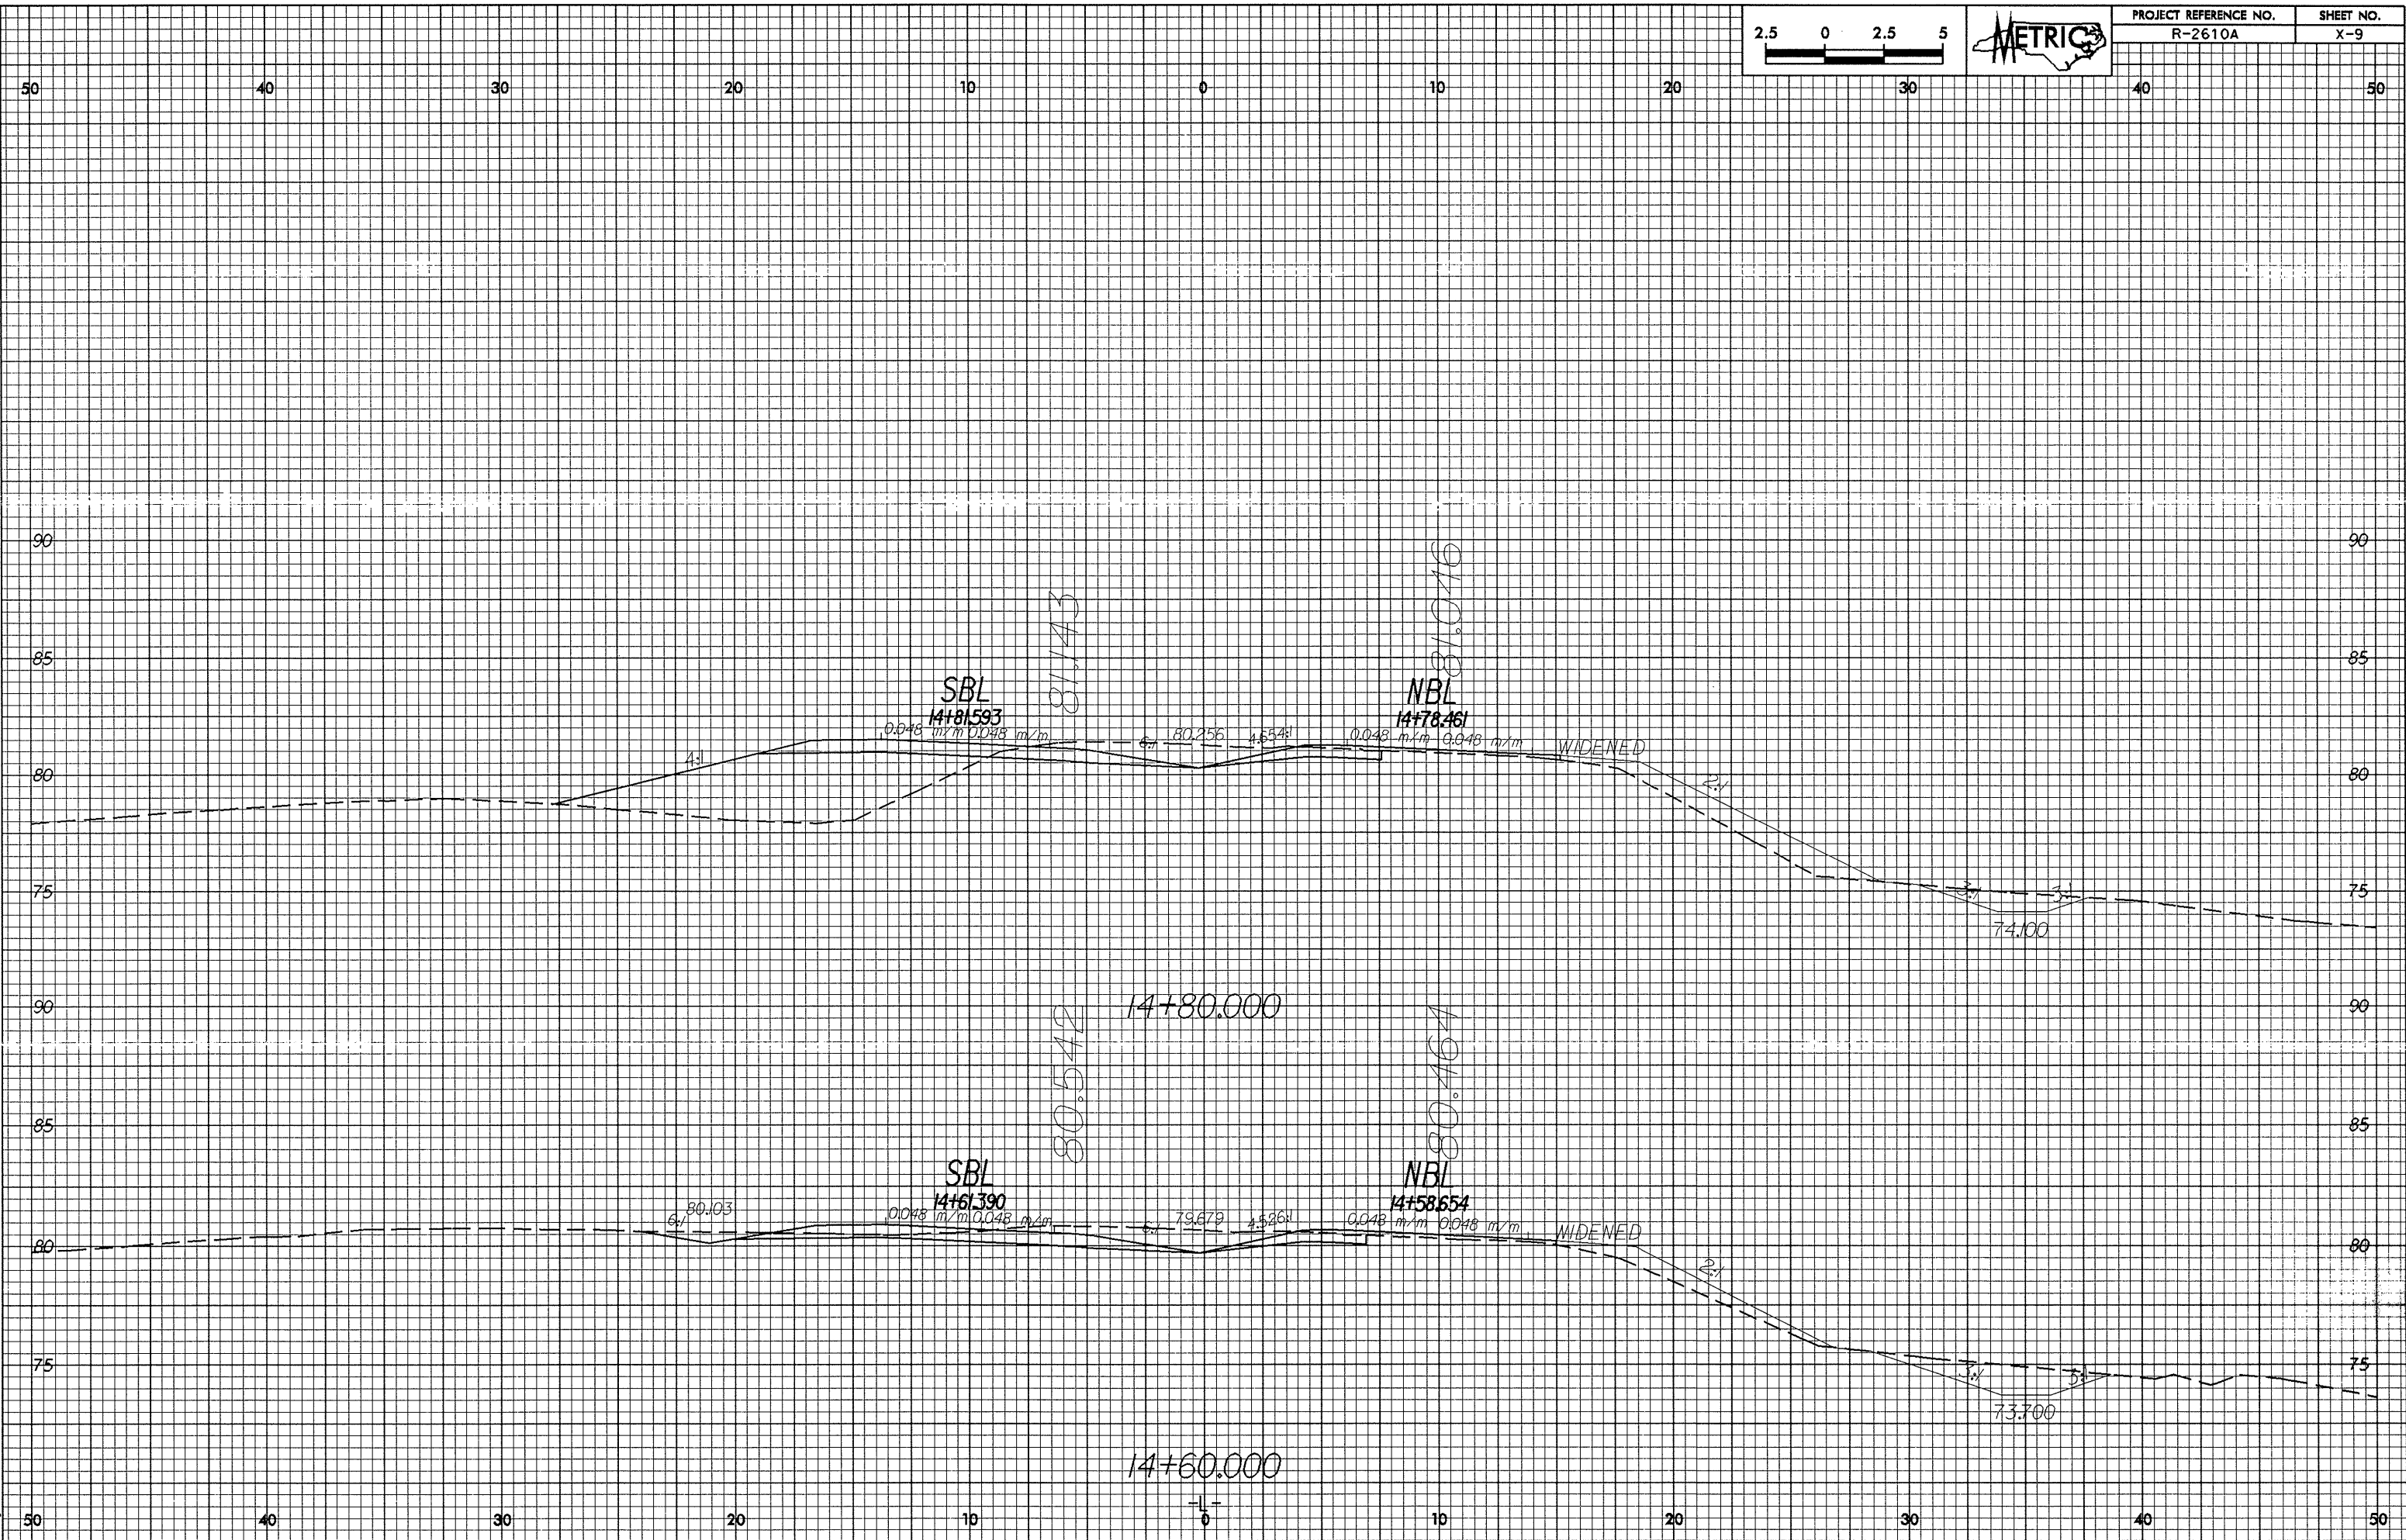 PROJECT REFERENCE NO. SHEET NO.
R-2610A X-9
2.5 0 2.5 5
METRIC
50 40 30 20 10 0 10 20 30 40 50
90 90
81.143 81.046
85 85
SBL NBL
14+81.593 14+78.461
0.048 m/m 0.048 m/m 6:1 80.256 4.654:1 0.048 m/m 0.048 m/m WIDENED
4:1
80 80
2:1
75 3:1 3:1 75
74.100
14+80.000
90 90
80.542 80.464
85 85
SBL NBL
14+61.390 14+58.654
6:1 80.103 0.048 m/m 0.048 m/m 6:1 79.679 4.526:1 0.048 m/m 0.048 m/m WIDENED
80 80
2:1
75 3:1 5:1 75
73.700
14+60.000
-L-
50 40 30 20 10 0 10 20 30 40 50